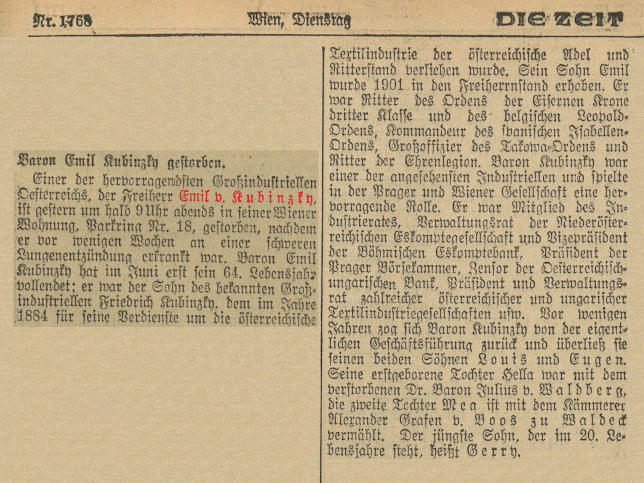 Nr. 1768
Wien, Dienstag
DIE ZEIT
Baron Emil Kubinzky gestorben.
Einer der hervorragendsten Großindustriellen
Oesterreichs, der Freiherr Emil v. Kubinzky,
ist gestern um halb 9 Uhr abends in seiner Wiener
Wohnung, Parkring Nr. 18, gestorben, nachdem
er vor wenigen Wochen an einer schweren
Lungenentzündung erkrankt war. Baron Emil
Kubinzky hat im Juni erst sein 64. Lebensjahr
vollendet; er war der Sohn des bekannten Groß-
industriellen Friedrich Kubinzky, dem im Jahre
1884 für seine Verdienste um die österreichische
Textilindustrie der österreichische Adel und
Ritterstand verliehen wurde. Sein Sohn Emil
wurde 1901 in den Freiherrnstand erhoben. Er
war Ritter des Ordens der Eisernen Krone
dritter Klasse und des belgischen Leopold-
Ordens, Kommandeur des spanischen Isabellen-
Ordens, Großoffizier des Takowa-Ordens und
Ritter der Ehrenlegion. Baron Kubinzky war
einer der angesehensten Industriellen und spielte
in der Prager und Wiener Gesellschaft eine her-
vorragende Rolle. Er war Mitglied des In-
dustrierates, Verwaltungsrat der Niederöster-
reichischen Eskomptegesellschaft und Vizepräsident
der Böhmischen Eskomptebank, Präsident der
Prager Börsekammer, Zensor der Oesterreichisch-
ungarischen Bank, Präsident und Verwaltungs-
rat zahlreicher österreichischer und ungarischer
Textilindustriegesellschaften usw. Vor wenigen
Jahren zog sich Baron Kubinzky von der eigent-
lichen Geschäftsführung zurück und überließ sie
seinen beiden Söhnen Louis und Eugen.
Seine erstgeborene Tochter Hella war mit dem
verstorbenen Dr. Baron Julius v. Waldberg,
die zweite Tochter Mea ist mit dem Kämmerer
Alexander Grafen v. Boos zu Waldeck
vermählt. Der jüngste Sohn, der im 20. Le-
bensjahre steht, heißt Gerry.